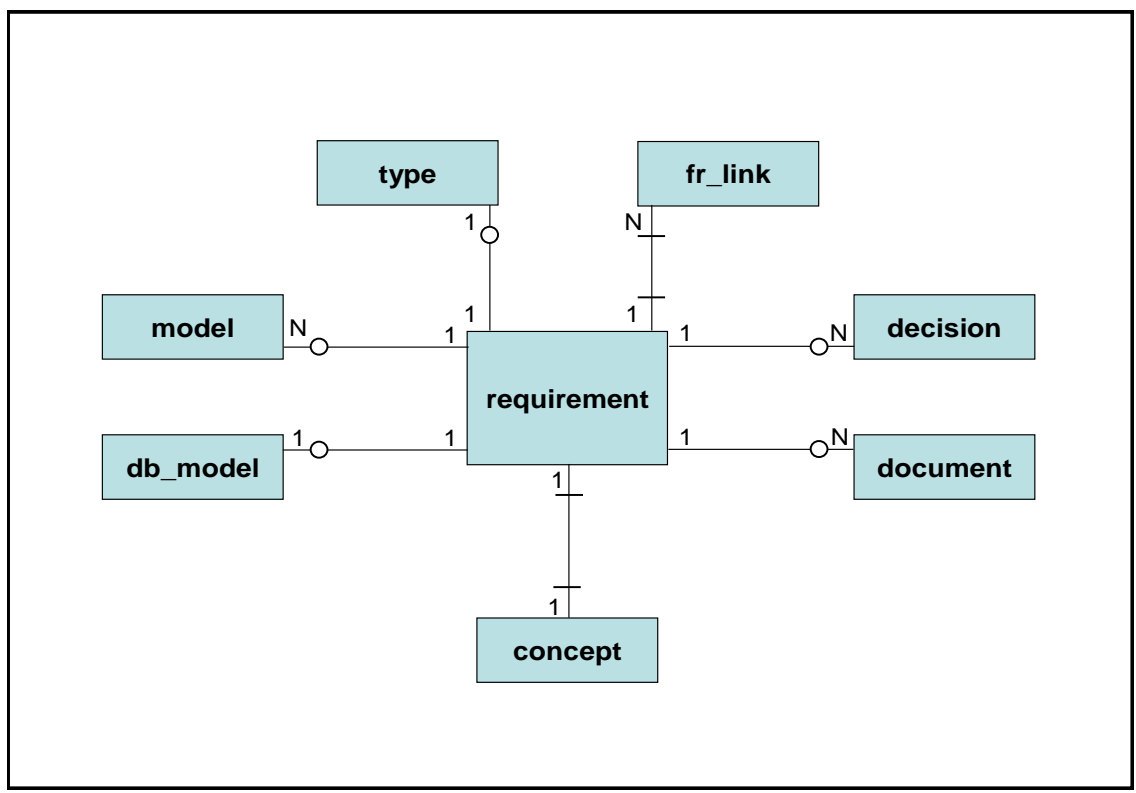 type
fr_link
1
N
1
1
model
N
1
1
N
decision
requirement
db_model
1
1
1
N
document
1
1
concept